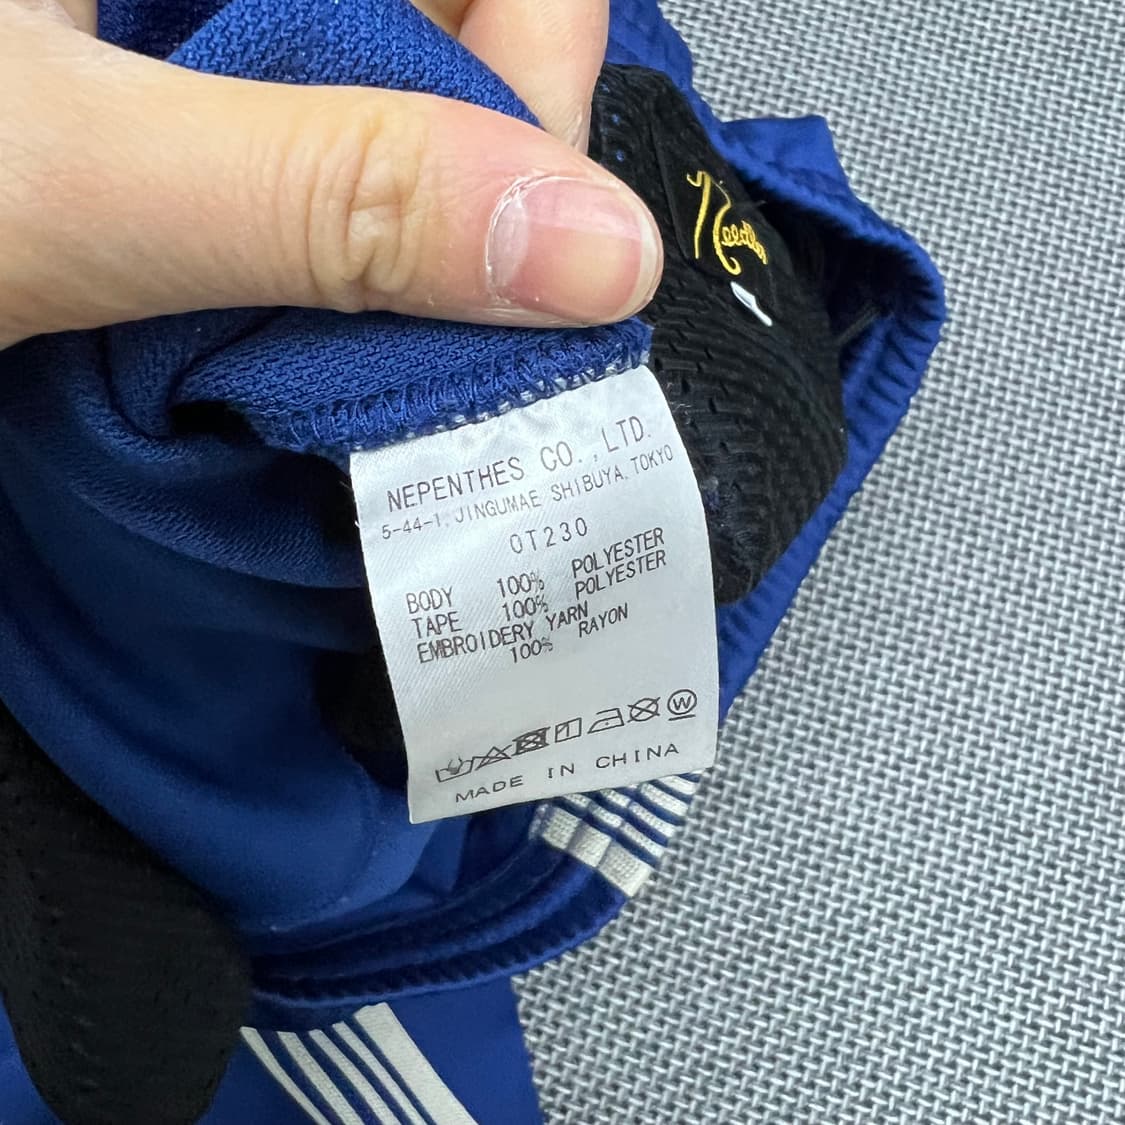 Needles
NEPENTHES CO.,LTD.
5-44-1, JINGUMAE SHIBUYA, TOKYO
OT230
BODY 100% POLYESTER
TAPE 100% POLYESTER
EMBROIDERY YARN
100% RAYON
W
MADE IN CHINA